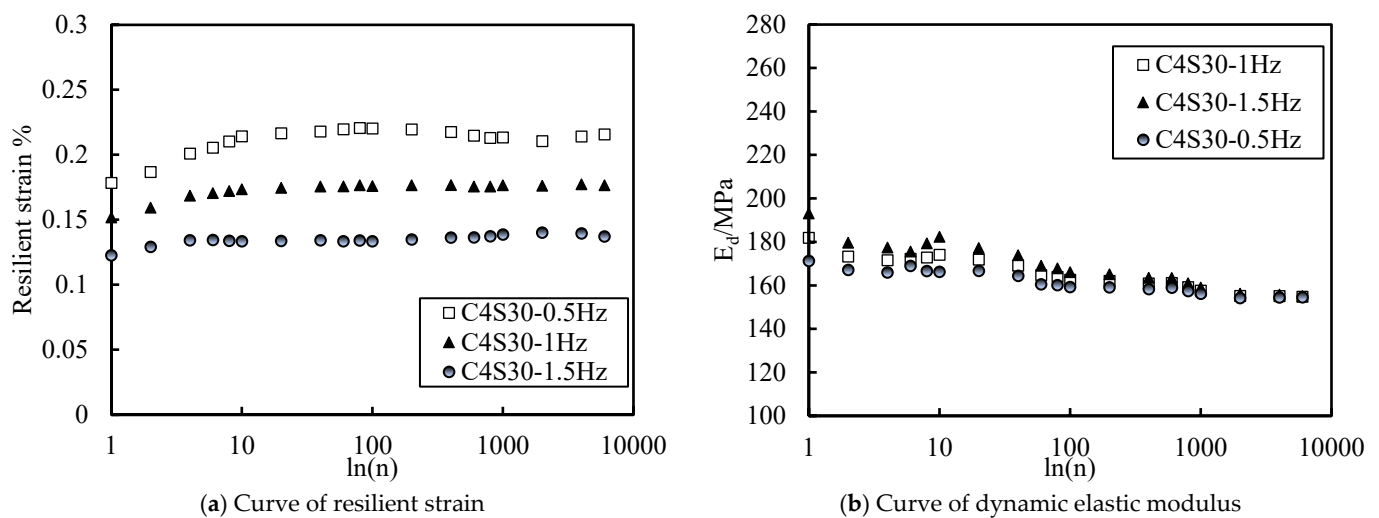 0.3
0.25
0.2
0.15
0.1
0.05
0
Resilient strain %
C4S30-0.5Hz
C4S30-1Hz
C4S30-1.5Hz
1 10 100 1000 10000
ln(n)
(a) Curve of resilient strain
280
260
240
220
200
180
160
140
120
100
E_d/MPa
C4S30-1Hz
C4S30-1.5Hz
C4S30-0.5Hz
1 10 100 1000 10000
ln(n)
(b) Curve of dynamic elastic modulus